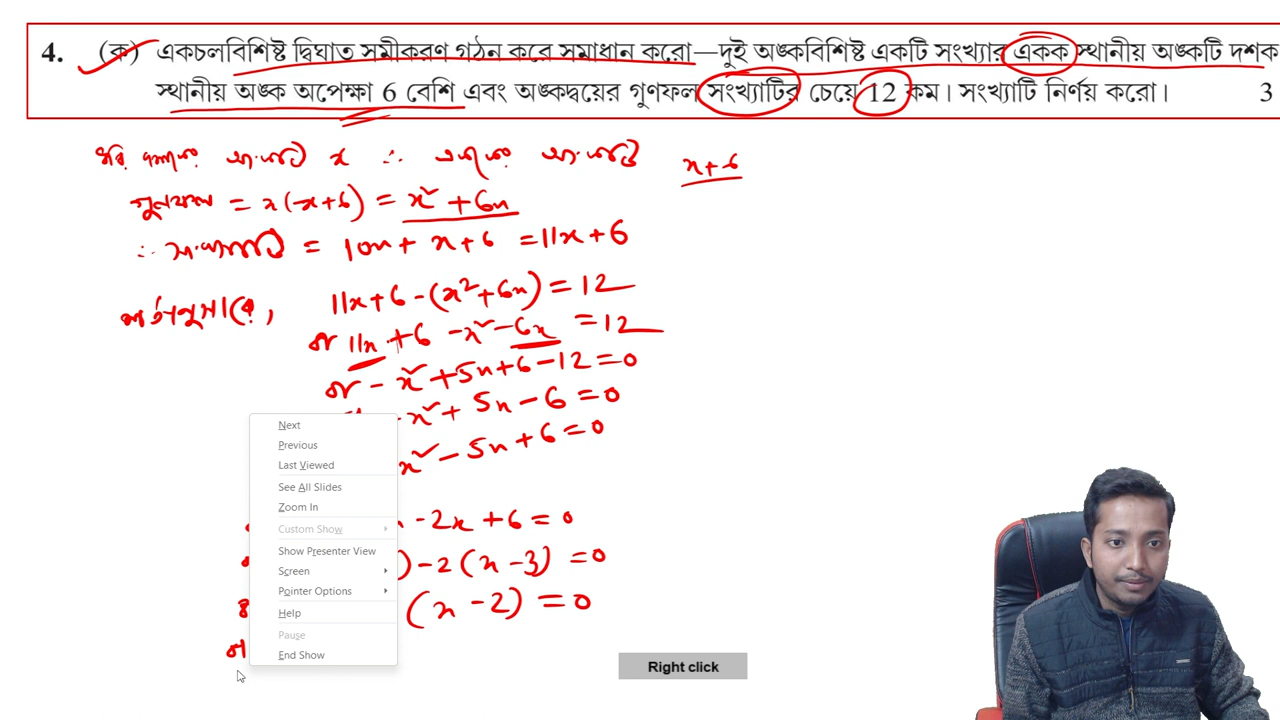 4. (ক) একচলবিশিষ্ট দ্বিঘাত সমীকরণ গঠন করে সমাধান করো—দুই অঙ্কবিশিষ্ট একটি সংখ্যার একক স্থানীয় অঙ্কটি দশক
স্থানীয় অঙ্ক অপেক্ষা 6 বেশি এবং অঙ্কদ্বয়ের গুণফল সংখ্যাটির চেয়ে 12 কম। সংখ্যাটি নির্ণয় করো। 3
ধরি x ∴ x+6
গুনফল = x(x+6) = x² + 6x
∴ সংখ্যাটি = 10x + x+6 = 11x+6
শর্তানুসারে, 11x+6-(x²+6x) = 12
বা 11x+6 -x²-6x = 12
বা - x²+5x+6-12=0
x²+ 5x-6 =0
x²-5x+6=0
-2x+6=0
)-2(x-3) =0
(x-2) =0
বা
Next
Previous
Last Viewed
See All Slides
Zoom In
Custom Show
Show Presenter View
Screen
Pointer Options
Help
Pause
End Show
Right click